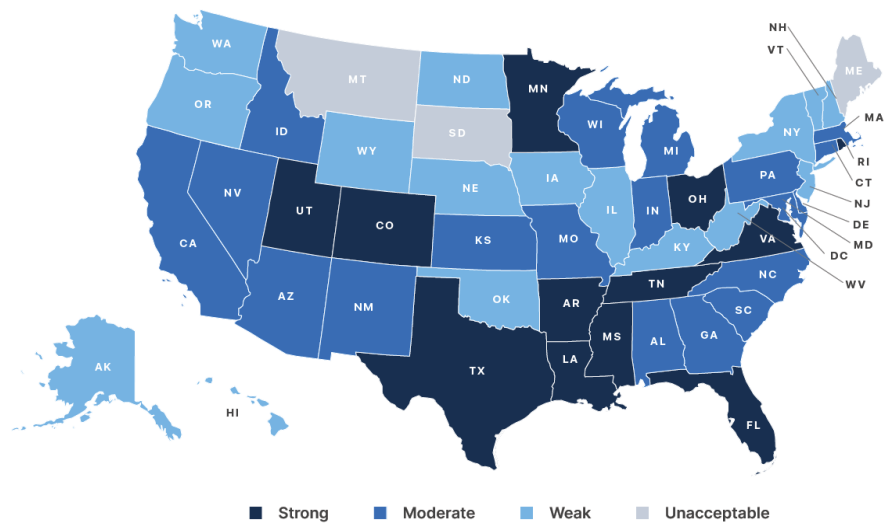 NH
VT
WA
MT
ND
MN
ME
OR
ID
WI
MA
SD
NY
WY
MI
RI
PA
IA
NE
CT
NV
UT
CO
IL
IN
OH
NJ
DE
CA
KS
MO
KY
VA
MD
DC
WV
NC
TN
AZ
NM
OK
AR
SC
MS
AL
GA
LA
AK
TX
HI
FL
Strong Moderate Weak Unacceptable